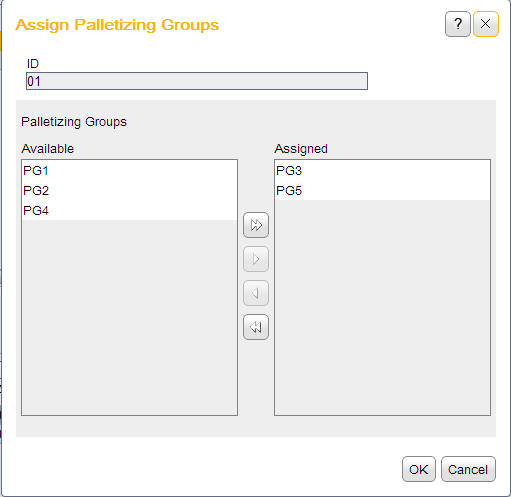 Assign Palletizing Groups
?
ID
01
Palletizing Groups
Available
Assigned
PG1
PG2
PG4
PG3
PG5
OK
Cancel